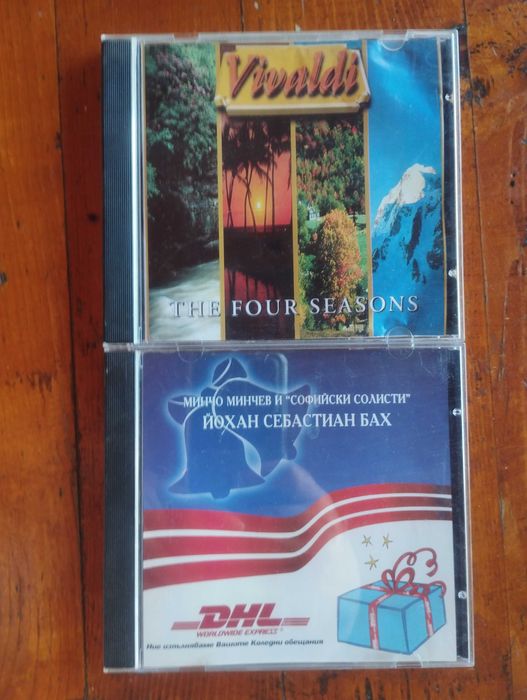 Vivaldi
THE FOUR SEASONS
МИНЧО МИНЧЕВ И "СОФИЙСКИ СОЛИСТИ"
ЙОХАН СЕБАСТИАН БАХ
DHL
WORLDWIDE EXPRESS®
Ние изпълняваме Вашите Коледни обещания